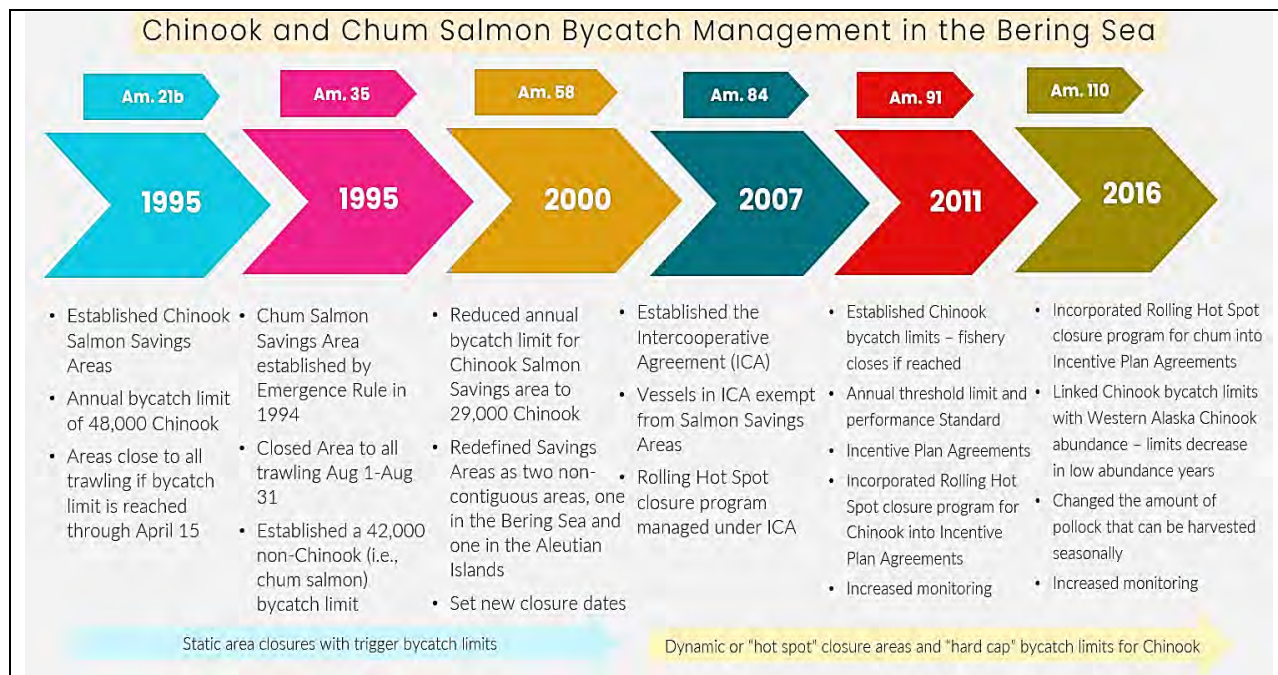 Chinook and Chum Salmon Bycatch Management in the Bering Sea
Am. 21b
1995
• Established Chinook
Salmon Savings
Areas
• Annual bycatch limit
of 48,000 Chinook
• Areas close to all
trawling if bycatch
limit is reached
through April 15
Am. 35
1995
• Chum Salmon
Savings Area
established by
Emergence Rule in
1994
• Closed Area to all
trawling Aug 1-Aug
31
• Established a 42,000
non-Chinook (i.e.,
chum salmon)
bycatch limit
Am. 58
2000
• Reduced annual
bycatch limit for
Chinook Salmon
Savings area to
29,000 Chinook
• Redefined Savings
Areas as two non-
contiguous areas, one
in the Bering Sea and
one in the Aleutian
Islands
• Set new closure dates
Am. 84
2007
• Established the
Intercooperative
Agreement (ICA)
• Vessels in ICA exempt
from Salmon Savings
Areas
• Rolling Hot Spot
closure program
managed under ICA
Am. 91
2011
• Established Chinook
bycatch limits – fishery
closes if reached
• Annual threshold limit and
performance Standard
• Incentive Plan Agreements
• Incorporated Rolling Hot
Spot closure program for
Chinook into Incentive
Plan Agreements
• Increased monitoring
Am. 110
2016
• Incorporated Rolling Hot Spot
closure program for chum into
Incentive Plan Agreements
• Linked Chinook bycatch limits
with Western Alaska Chinook
abundance – limits decrease
in low abundance years
• Changed the amount of
pollock that can be harvested
seasonally
• Increased monitoring
Static area closures with trigger bycatch limits
Dynamic or “hot spot” closure areas and “hard cap” bycatch limits for Chinook